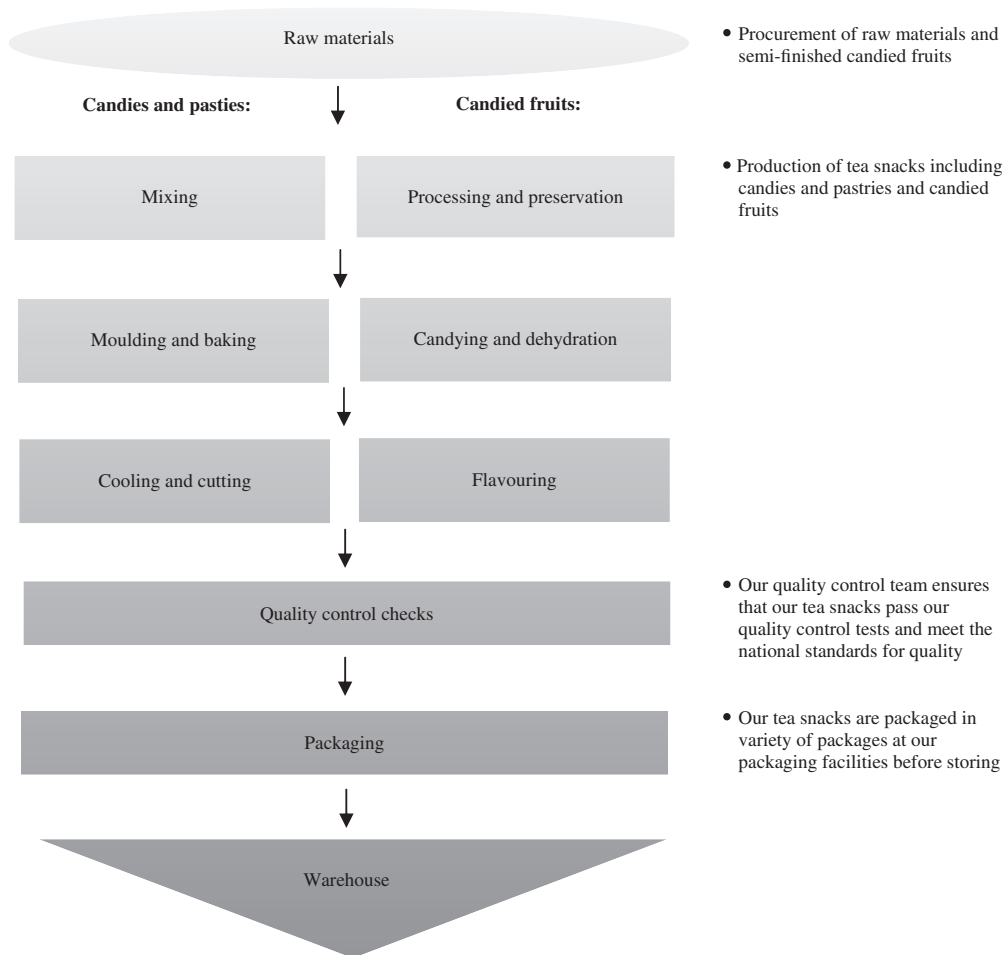 Raw materials
• Procurement of raw materials and
semi-finished candied fruits
Candies and pasties:
Candied fruits:
Mixing
Processing and preservation
• Production of tea snacks including
candies and pastries and candied
fruits
Moulding and baking
Candying and dehydration
Cooling and cutting
Flavouring
Quality control checks
• Our quality control team ensures
that our tea snacks pass our
quality control tests and meet the
national standards for quality
Packaging
• Our tea snacks are packaged in
variety of packages at our
packaging facilities before storing
Warehouse